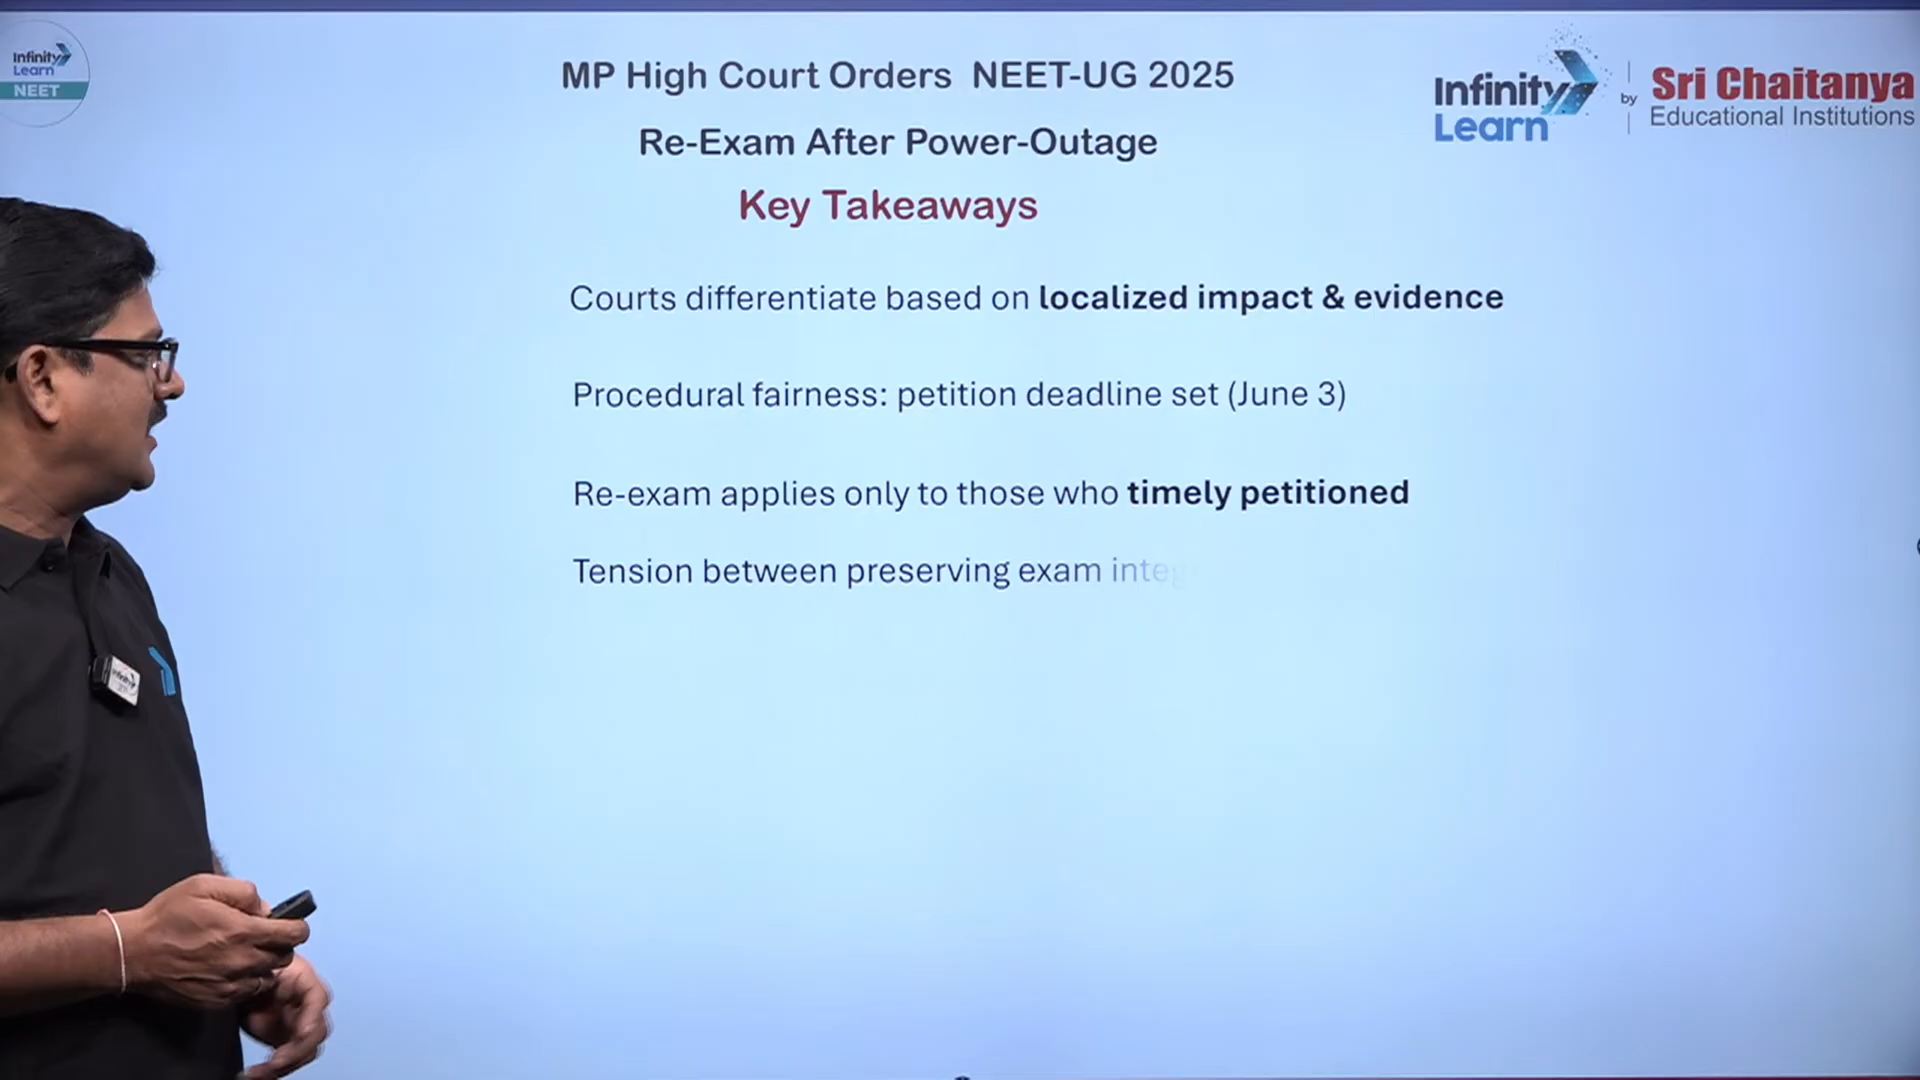 Infinity
Learn
NEET
MP High Court Orders NEET-UG 2025
Re-Exam After Power-Outage
Key Takeaways
Infinity
Learn
by
Sri Chaitanya
Educational Institutions
Courts differentiate based on localized impact & evidence
Procedural fairness: petition deadline set (June 3)
Re-exam applies only to those who timely petitioned
Tension between preserving exam integ